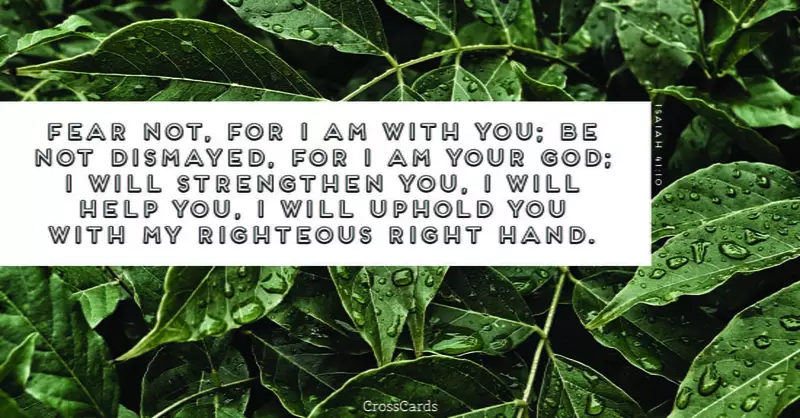 FEAR NOT, FOR I AM WITH YOU; BE
NOT DISMAYED, FOR I AM YOUR GOD;
I WILL STRENGTHEN YOU, I WILL
HELP YOU, I WILL UPHOLD YOU
WITH MY RIGHTEOUS RIGHT HAND.
ISAIAH 41:10
CrossCards